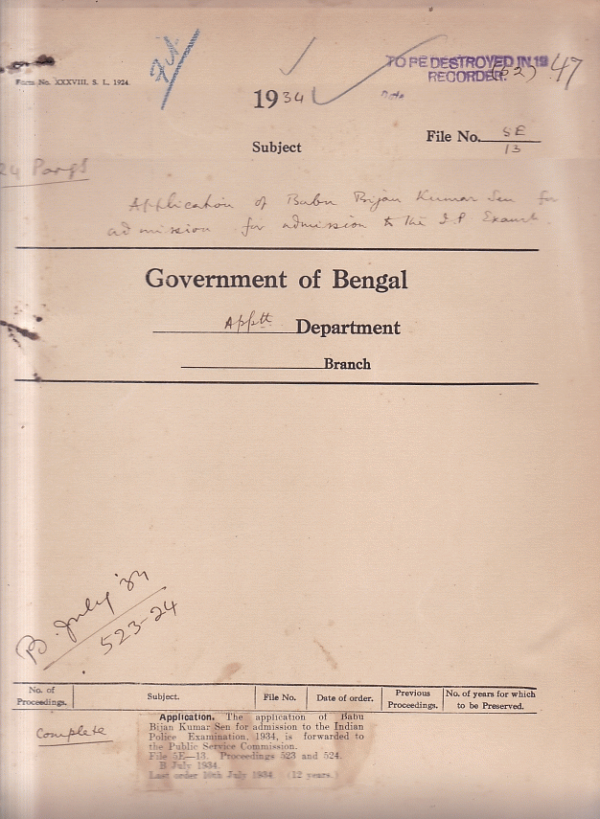 Form No. XXXVIII. S. L. 1924.
TO BE DESTROYED IN 19 47
RECORDER.
1934
File No. 5E
13
Subject
24 Pargs
Application of Babu Bijan Kumar Sen for
admission for admission to the I.P. Examn.
Government of Bengal
Apptt Department
Branch
B. July '34
523-24
No. of Proceedings. Subject. File No. Date of order. Previous Proceedings. No. of years for which to be Preserved.
Complete
Application. The application of Babu
Bijan Kumar Sen for admission to the Indian
Police Examination, 1934, is forwarded to
the Public Service Commission.
File 5E—13. Proceedings 523 and 524.
B July 1934.
Last order 16th July 1934. (12 years.)